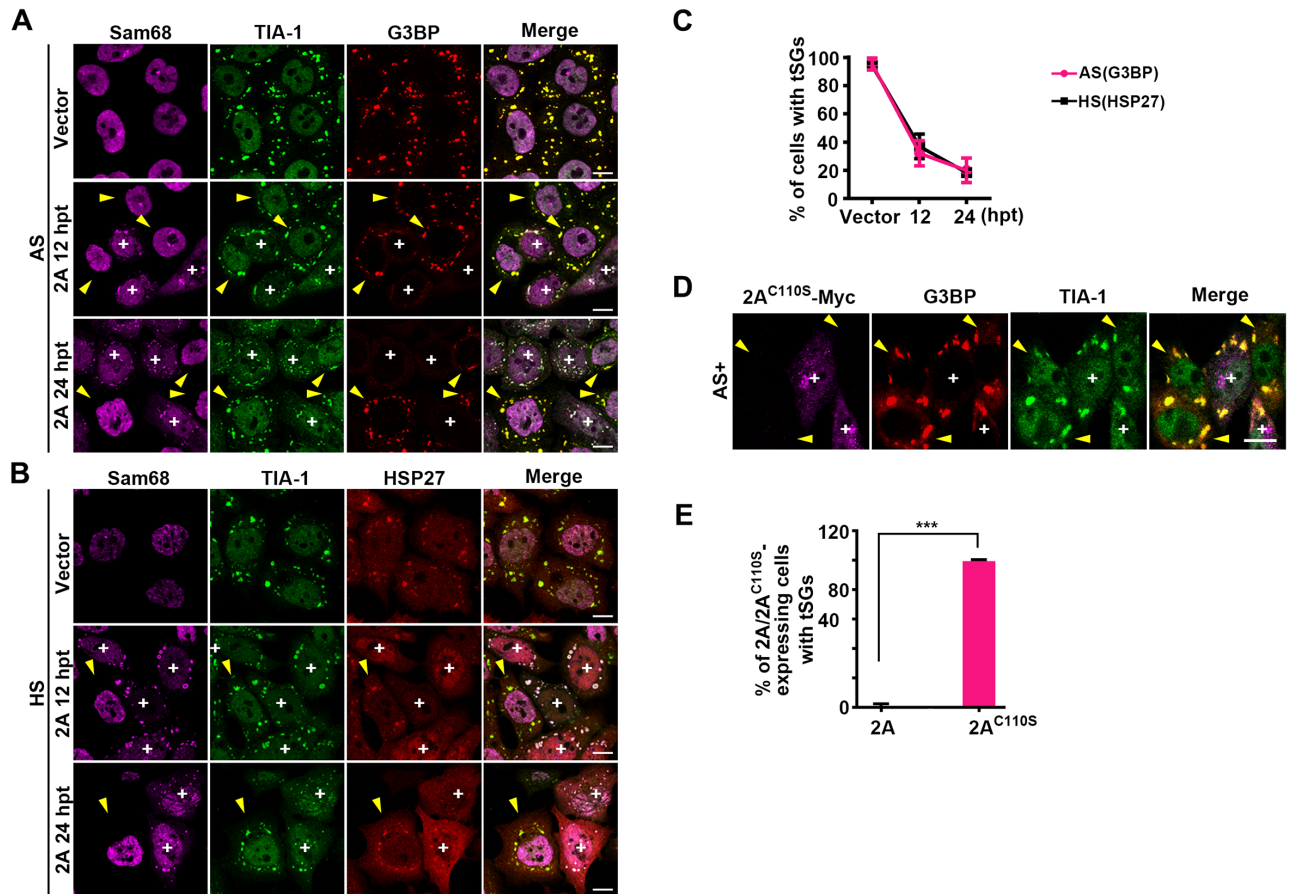 A
Sam68 TIA-1 G3BP Merge
AS
Vector
2A 12 hpt
2A 24 hpt
B
Sam68 TIA-1 HSP27 Merge
HS
Vector
2A 12 hpt
2A 24 hpt
C
% of cells with tSGs
100
80
60
40
20
0
Vector 12 24 (hpt)
AS(G3BP)
HS(HSP27)
D
2A^C110S-Myc G3BP TIA-1 Merge
AS+
E
% of 2A/2A^C110S-
expressing cells
with tSGs
120
80
40
0
***
2A 2A^C110S